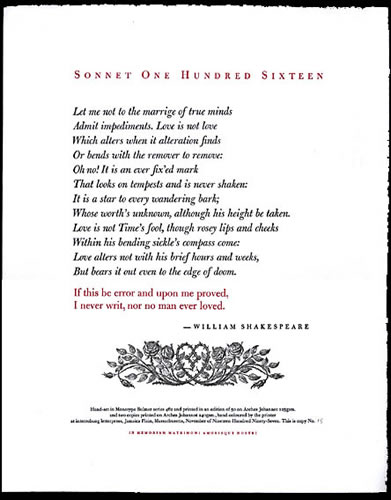 SONNET ONE HUNDRED SIXTEEN
Let me not to the marrige of true minds
Admit impediments. Love is not love
Which alters when it alteration finds
Or bends with the remover to remove:
Oh no! It is an ever fix'ed mark
That looks on tempests and is never shaken:
It is a star to every wandering bark;
Whose worth's unknown, although his height be taken.
Love is not Time's fool, though rosey lips and cheeks
Within his bending sickle's compass come:
Love alters not with his brief hours and weeks,
But bears it out even to the edge of doom.
If this be error and upon me proved,
I never writ, nor no man ever loved.
—WILLIAM SHAKESPEARE
Hand-set in Monotype Bulmer series 462 and printed in an edition of 50 on Arches Johannot 125gsm.
and two copies printed on Arches Johannot 240gsm, hand coloured by the printer
at Letterpress, Jamaica Plain, Massachusetts, November of Nineteen Hundred Ninety-Seven. This is copy No.
IN MEMORIAM MATRIMONI AMORISQUE NOSTRI